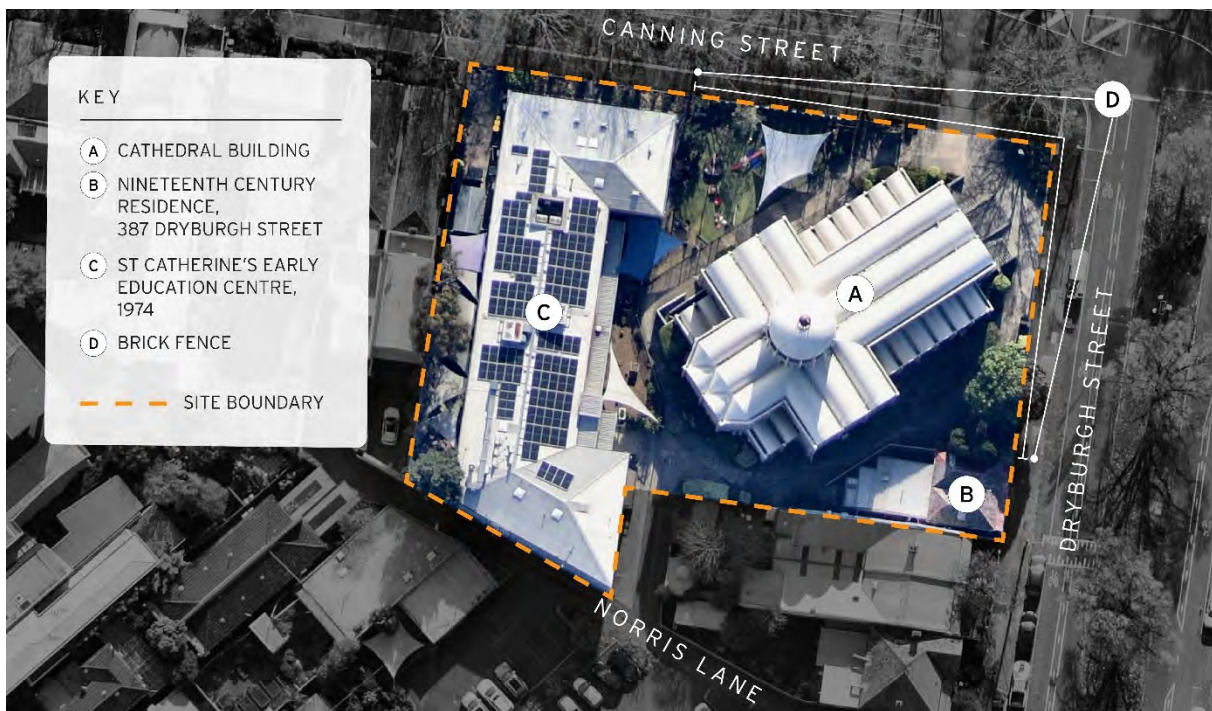 CANNING STREET
KEY
A CATHEDRAL BUILDING
B NINETEENTH CENTURY
RESIDENCE,
387 DRYBURGH STREET
C ST CATHERINE'S EARLY
EDUCATION CENTRE,
1974
D BRICK FENCE
SITE BOUNDARY
D
A
C
B
DRYBURGH STREET
NORRIS LANE